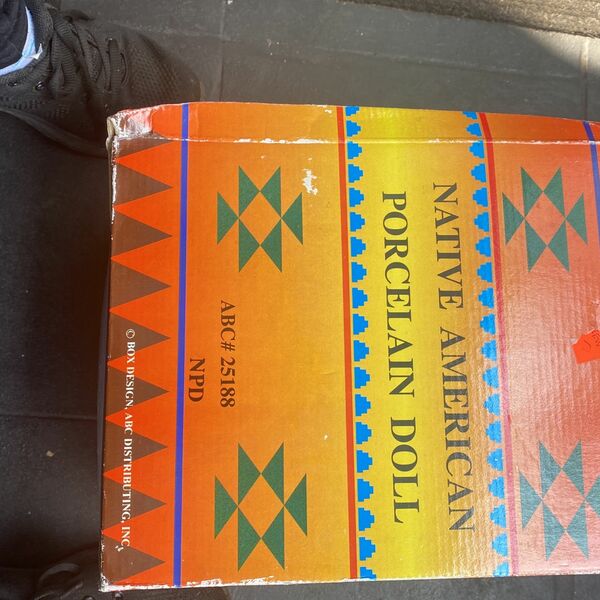 NATIVE AMERICAN
PORCELAIN DOLL
ABC# 25188
NPD
© BOX DESIGN, ABC DISTRIBUTING, INC.